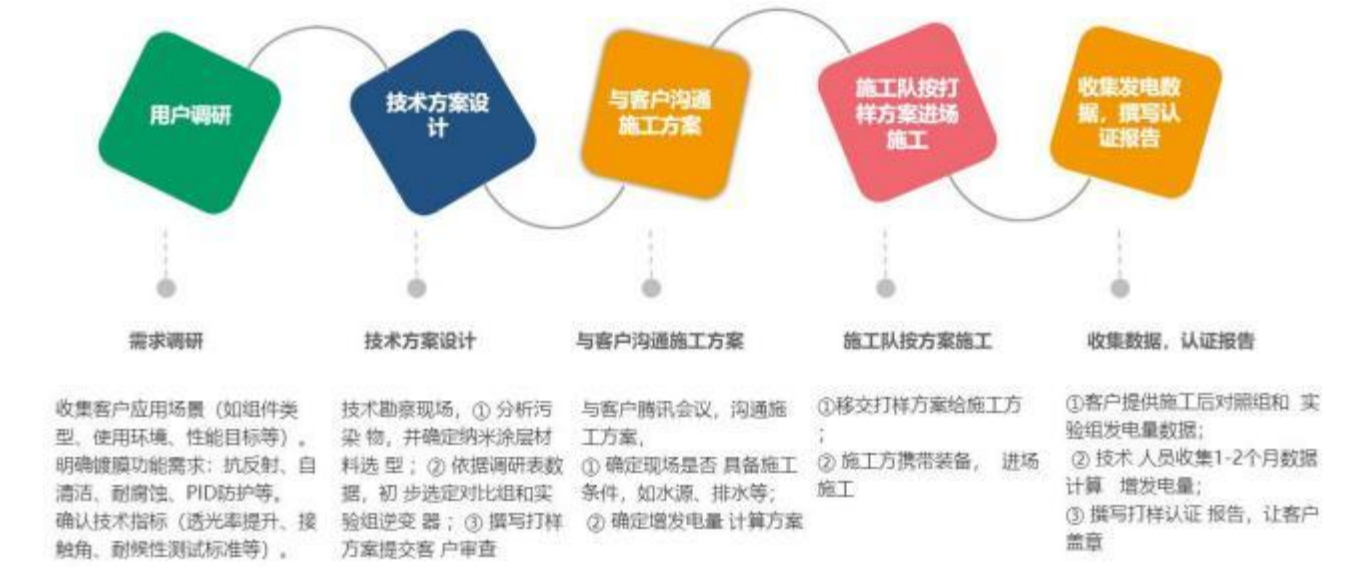 用户调研
技术方案设
计
与客户沟通
施工方案
施工队按打
样方案进场
施工
收集发电数
据，撰写认
证报告
需求调研
收集客户应用场景（如组件类
型、使用环境、性能目标等）。
明确镀膜功能需求：抗反射、自
清洁、耐腐蚀、PID防护等。
确认技术指标（透光率提升、接
触角、耐候性测试标准等）。
技术方案设计
技术勘察现场，① 分析污
染 物，并确定纳米涂层材
料选 型 ；② 依据调研表数
据，初 步选定对比组和实
验组逆变 器 ；③ 撰写打样
方案提交客 户审查
与客户沟通施工方案
与客户腾讯会议，沟通施
工方案，
① 确定现场是否 具备施工
条件，如水源、排水等；
② 确定增发电量 计算方案
施工队按方案施工
①移交打样方案给施工方
；
② 施工方携带装备， 进场
施工
收集数据，认证报告
①客户提供施工后对照组和 实
验组发电量数据；
② 技术 人员收集1-2个月数据
计算 增发电量；
③ 撰写打样认证 报告，让客户
盖章